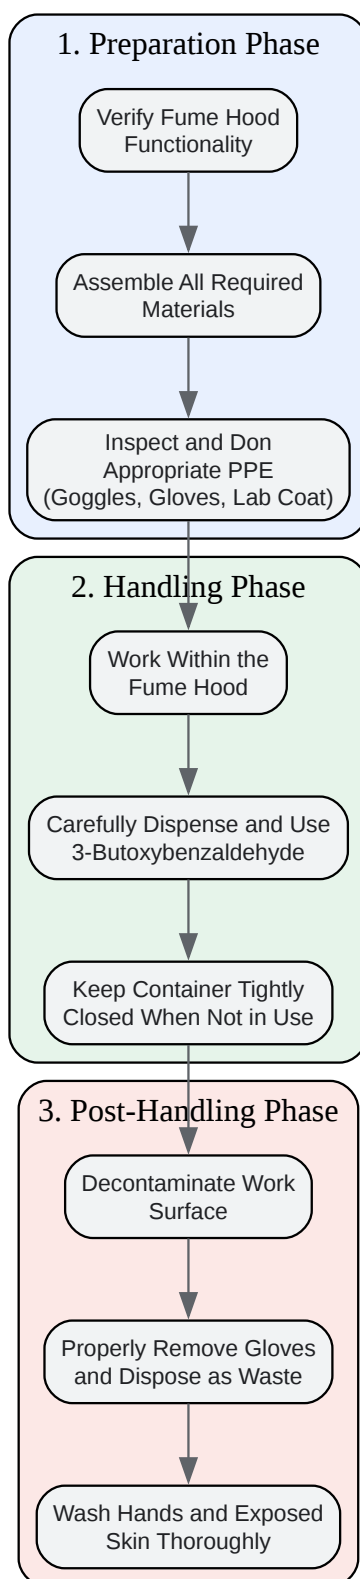 1. Preparation Phase
Verify Fume Hood
Functionality
Assemble All Required
Materials
Inspect and Don
Appropriate PPE
(Goggles, Gloves, Lab Coat)
2. Handling Phase
Work Within the
Fume Hood
Carefully Dispense and Use
3-Butoxybenzaldehyde
Keep Container Tightly
Closed When Not in Use
3. Post-Handling Phase
Decontaminate Work
Surface
Properly Remove Gloves
and Dispose as Waste
Wash Hands and Exposed
Skin Thoroughly